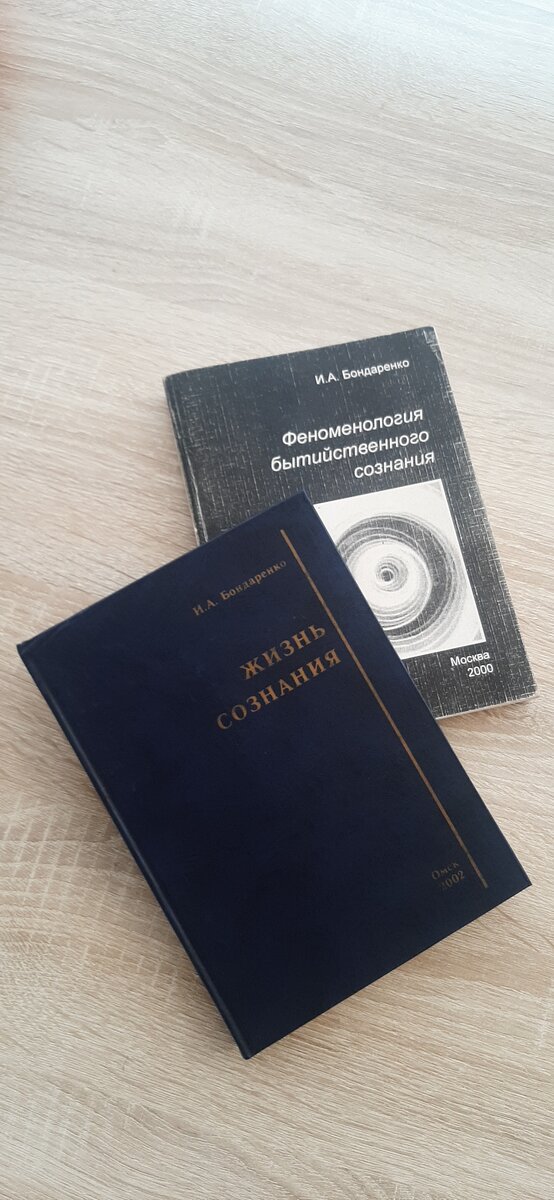 И.А. Бондаренко
Феноменология
бытийственного
сознания
Москва
2000
И.А. Бондаренко
ЖИЗНЬ
СОЗНАНИЯ
Омск
2002